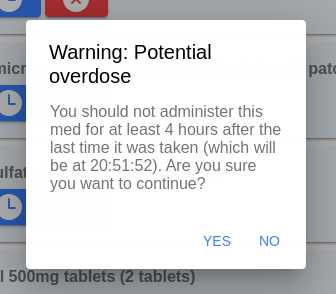 Warning: Potential
overdose
micr
patc
You should not administer this
med for at least 4 hours after the
last time it was taken (which will
be at 20:51:52). Are you sure
you want to continue?
ulfat
YES NO
l 500mg tablets (2 tablets)